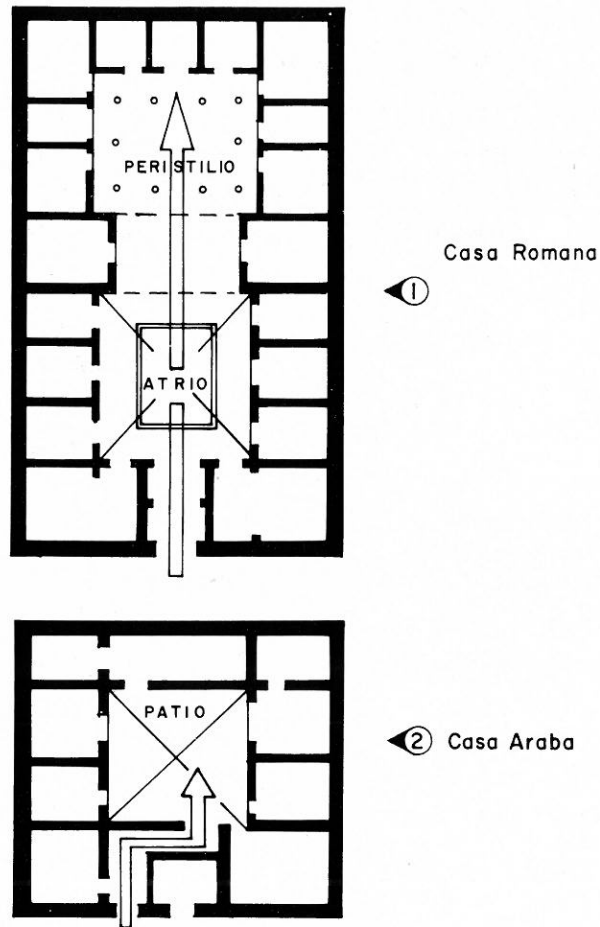 PERISTILIO
Casa Romana
1
ATRIO
PATIO
2 Casa Araba